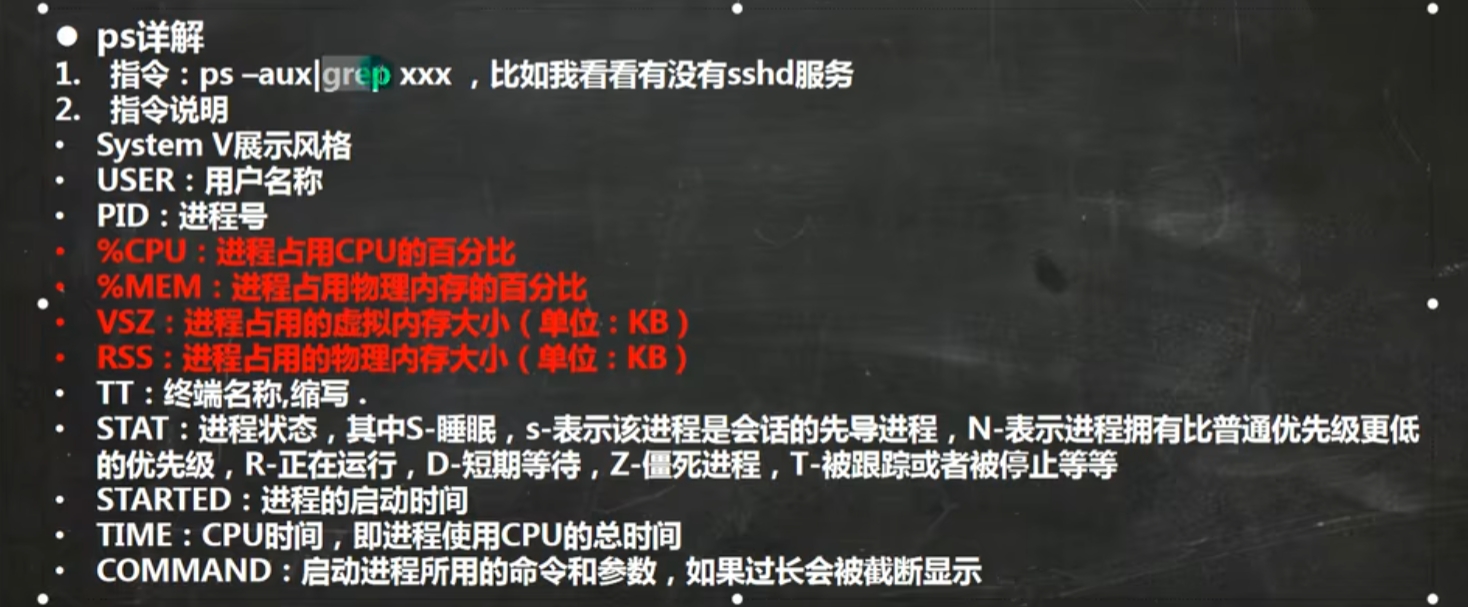 ● ps详解
1. 指令：ps –aux|grep xxx ，比如我看看有没有sshd服务
2. 指令说明
• System V展示风格
• USER：用户名称
• PID：进程号
• %CPU：进程占用CPU的百分比
• %MEM：进程占用物理内存的百分比
• VSZ：进程占用的虚拟内存大小（单位：KB）
• RSS：进程占用的物理内存大小（单位：KB）
• TT：终端名称,缩写 .
• STAT：进程状态，其中S-睡眠，s-表示该进程是会话的先导进程，N-表示进程拥有比普通优先级更低
的优先级，R-正在运行，D-短期等待，Z-僵死进程，T-被跟踪或者被停止等等
• STARTED：进程的启动时间
• TIME：CPU时间，即进程使用CPU的总时间
• COMMAND：启动进程所用的命令和参数，如果过长会被截断显示